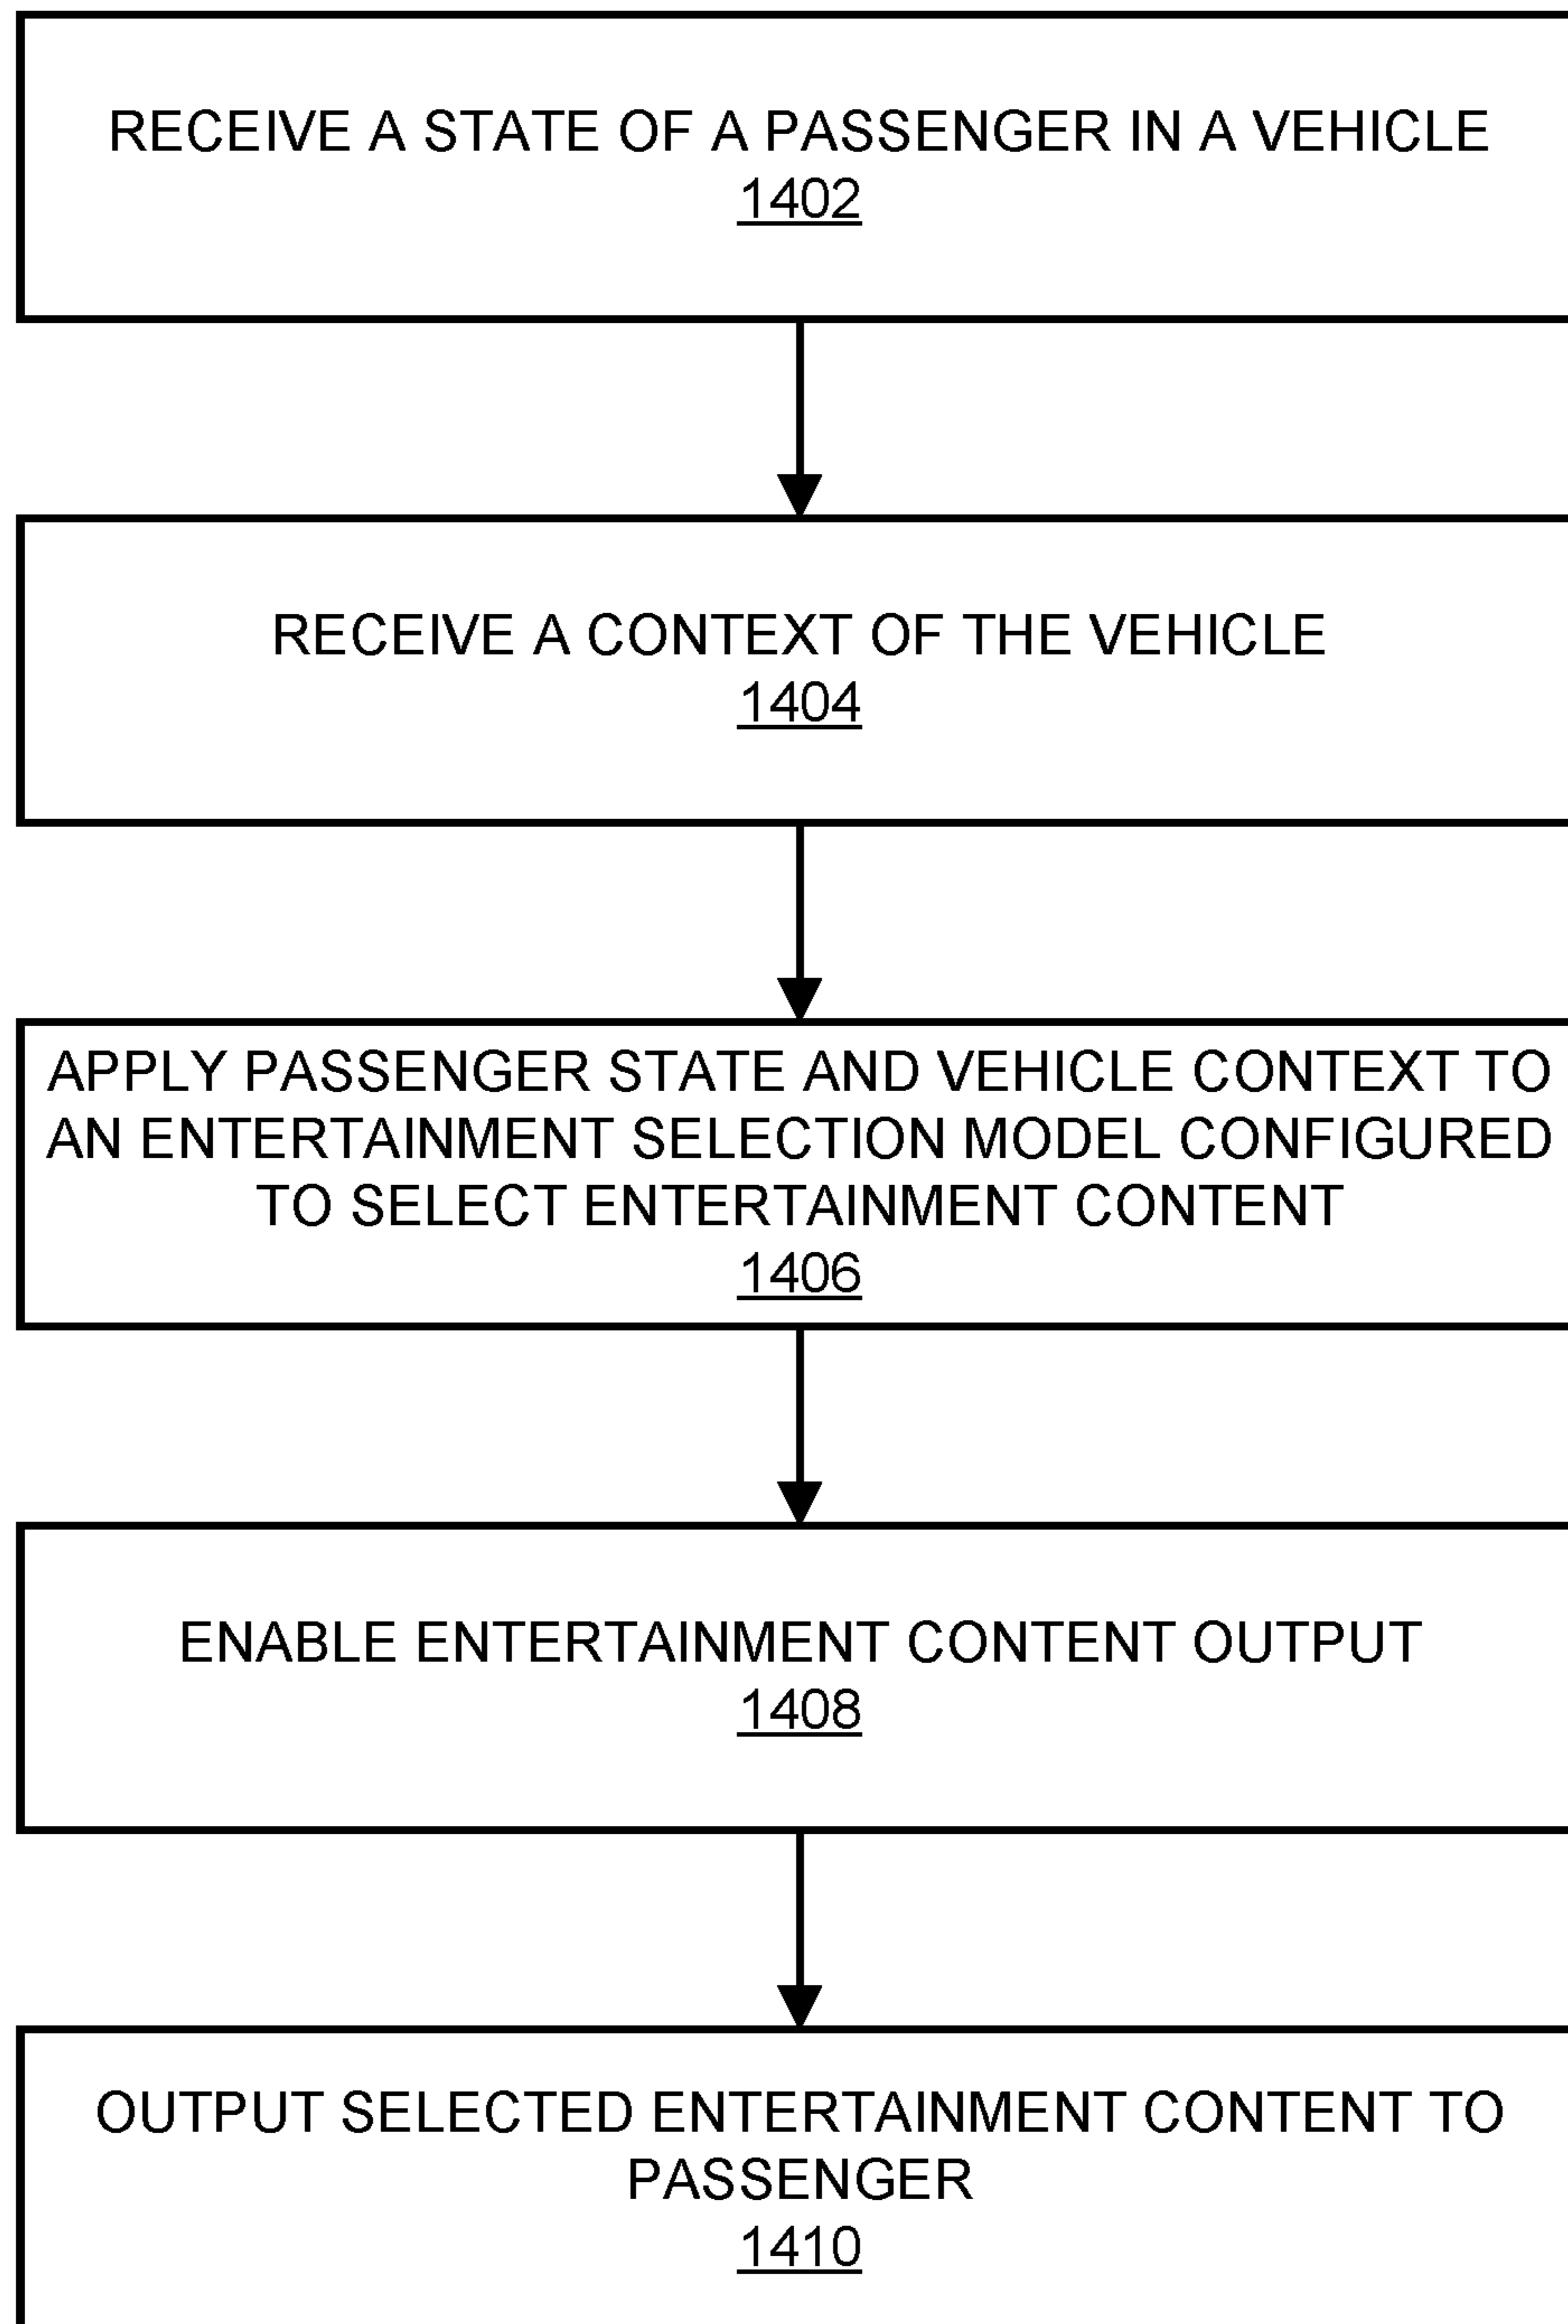 RECEIVE A STATE OF A PASSENGER IN A VEHICLE
1402
RECEIVE A CONTEXT OF THE VEHICLE
1404
APPLY PASSENGER STATE AND VEHICLE CONTEXT TO
AN ENTERTAINMENT SELECTION MODEL CONFIGURED
TO SELECT ENTERTAINMENT CONTENT
1406
ENABLE ENTERTAINMENT CONTENT OUTPUT
1408
OUTPUT SELECTED ENTERTAINMENT CONTENT TO
PASSENGER
1410